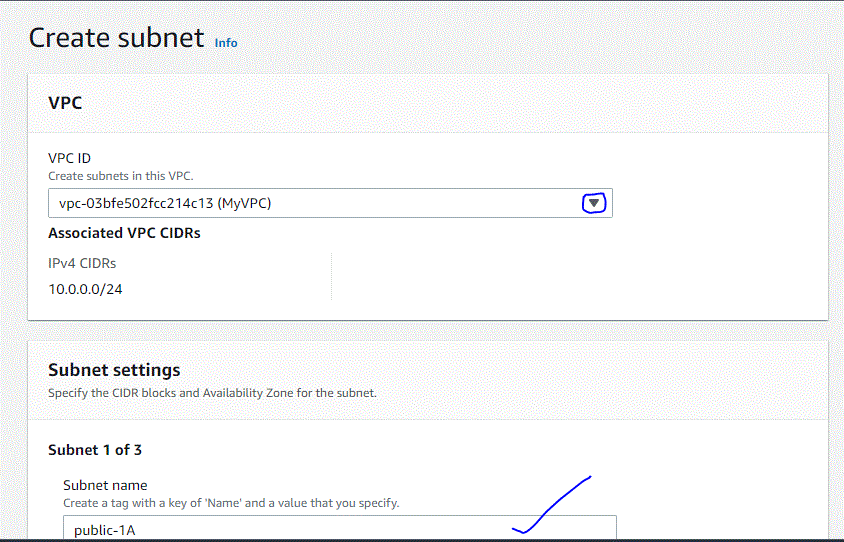 Create subnet Info
VPC
VPC ID
Create subnets in this VPC.
vpc-03bfe502fcc214c13 (MyVPC)
Associated VPC CIDRs
IPv4 CIDRs
10.0.0.0/24
Subnet settings
Specify the CIDR blocks and Availability Zone for the subnet.
Subnet 1 of 3
Subnet name
Create a tag with a key of 'Name' and a value that you specify.
public-1A